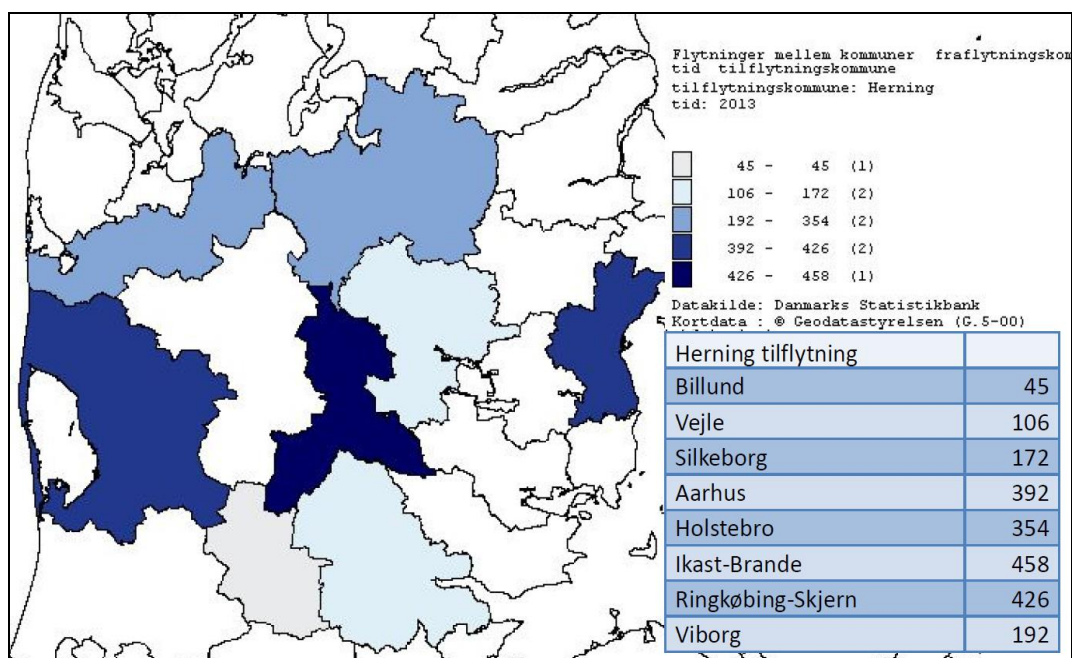 Flytninger mellem kommuner fraflytningskom
tid tilflytningskommune
tilflytningskommune: Herning
tid: 2013
45 - 45 (1)
106 - 172 (2)
192 - 354 (2)
392 - 426 (2)
426 - 458 (1)
Datakilde: Danmarks Statistikbank
Kortdata : © Geodatastyrelsen (G.5-00)
Herning tilflytning
Billund 45
Vejle 106
Silkeborg 172
Aarhus 392
Holstebro 354
Ikast-Brande 458
Ringkøbing-Skjern 426
Viborg 192